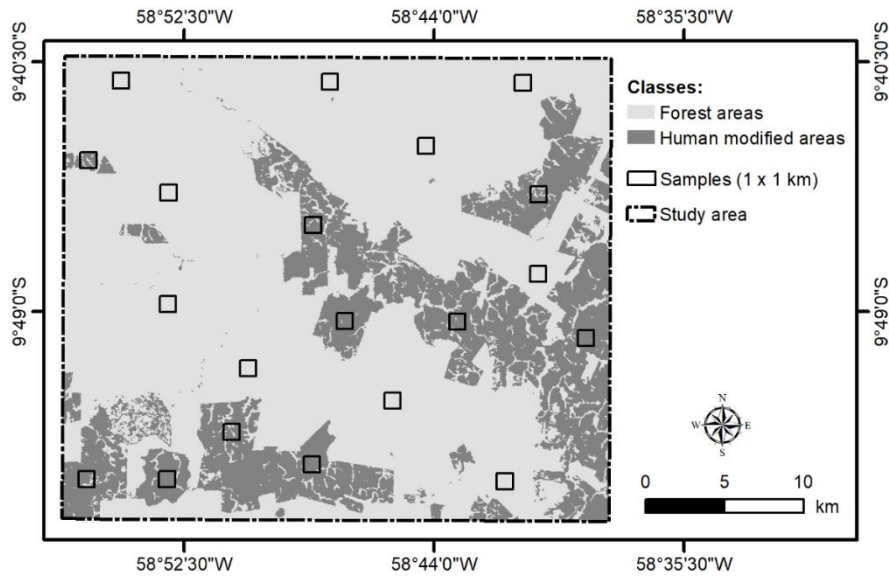 58°52'30"W 58°44'0"W 58°35'30"W
9°40'30"S
9°40'30"S
Classes:
Forest areas
Human modified areas
Samples (1 x 1 km)
Study area
9°49'0"S
9°49'0"S
N
W E
S
0 5 10
km
58°52'30"W 58°44'0"W 58°35'30"W